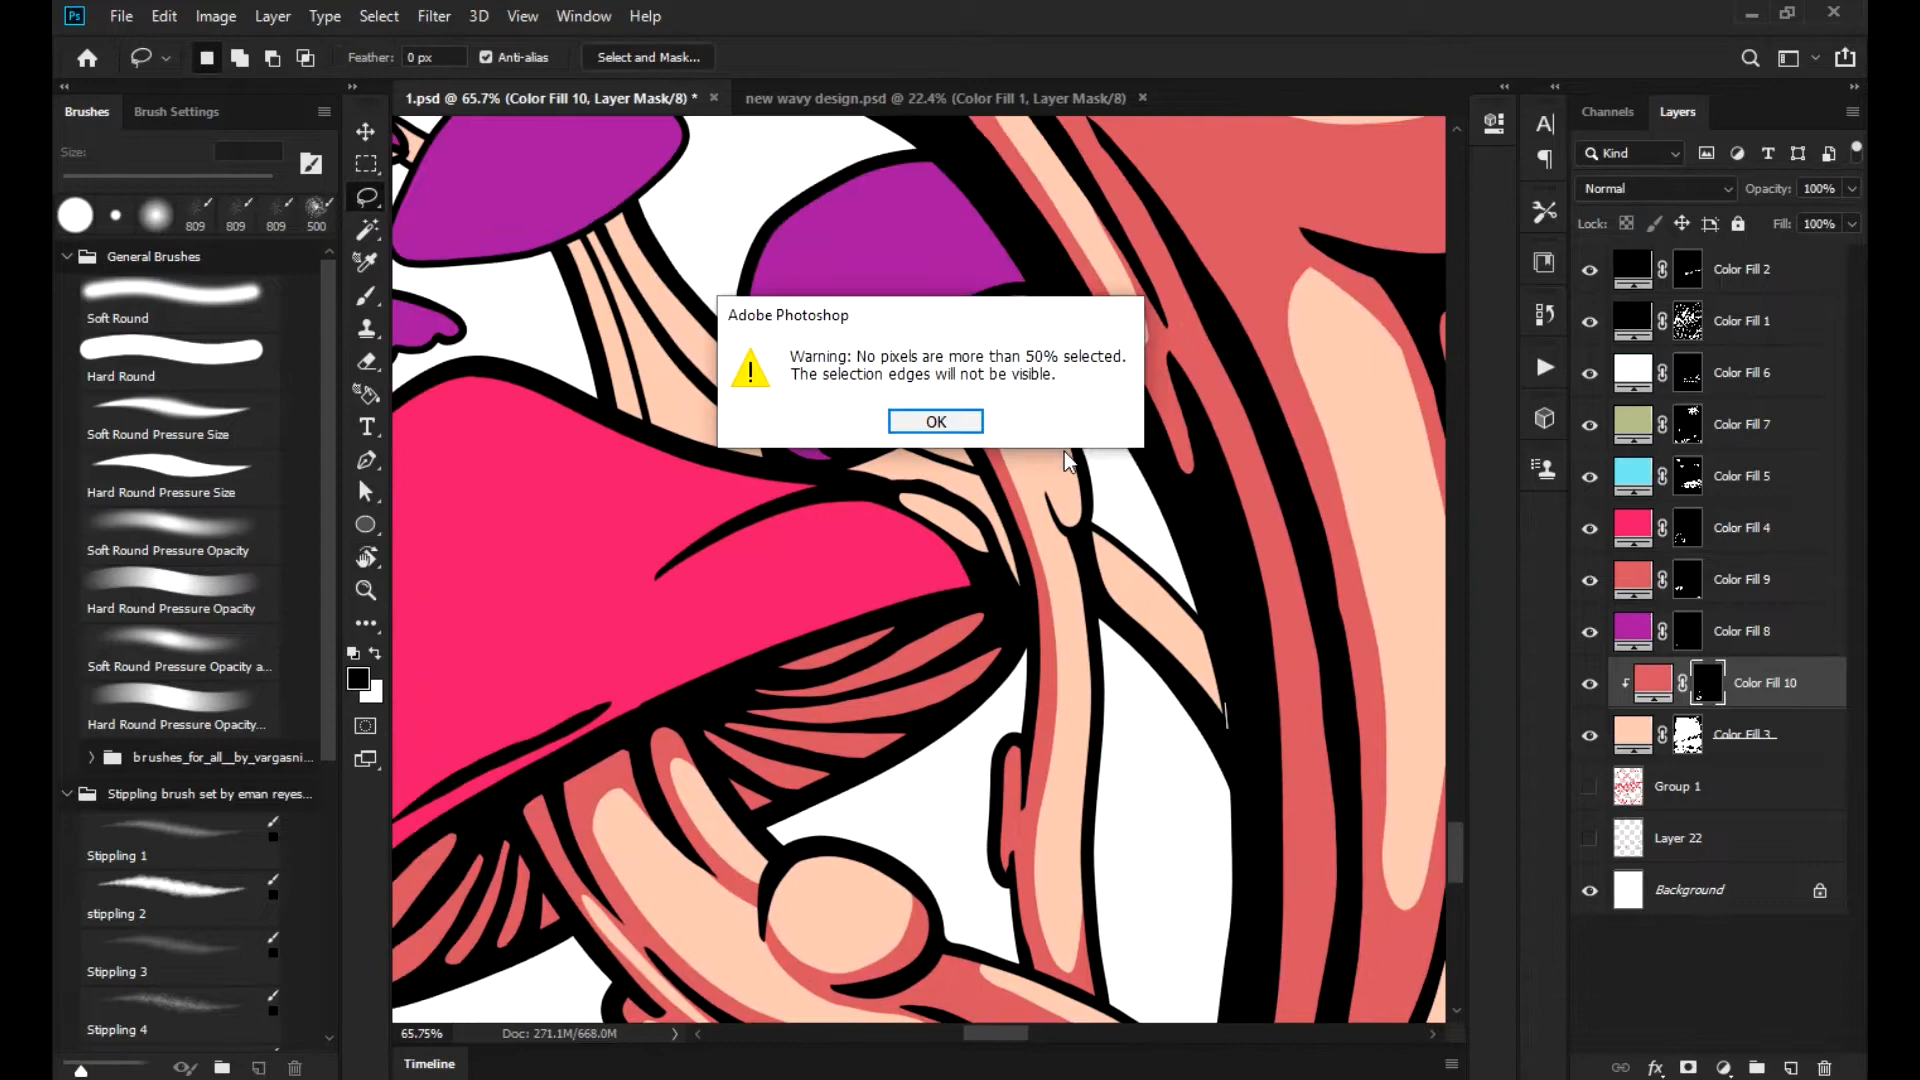 Ps File Edit Image Layer Type Select Filter 3D View Window Help
Feather: 0 px Anti-alias Select and Mask...
Brushes Brush Settings
1.psd @ 65.7% (Color Fill 10, Layer Mask/8) *
new wavy design.psd @ 22.4% (Color Fill 1, Layer Mask/8)
Channels Layers
Size:
Kind
Normal Opacity: 100%
809 809 809 500
Lock: Fill: 100%
General Brushes
Soft Round
Hard Round
Soft Round Pressure Size
Hard Round Pressure Size
Soft Round Pressure Opacity
Hard Round Pressure Opacity
Soft Round Pressure Opacity a...
Hard Round Pressure Opacity...
brushes_for_all__by_vargasni...
Stippling brush set by eman reyes...
Stippling 1
stippling 2
Stippling 3
Stippling 4
Adobe Photoshop
Warning: No pixels are more than 50% selected.
The selection edges will not be visible.
OK
Color Fill 2
Color Fill 1
Color Fill 6
Color Fill 7
Color Fill 5
Color Fill 4
Color Fill 9
Color Fill 8
Color Fill 10
Color Fill 3
Group 1
Layer 22
Background
65.75% Doc: 271.1M/668.0M
Timeline